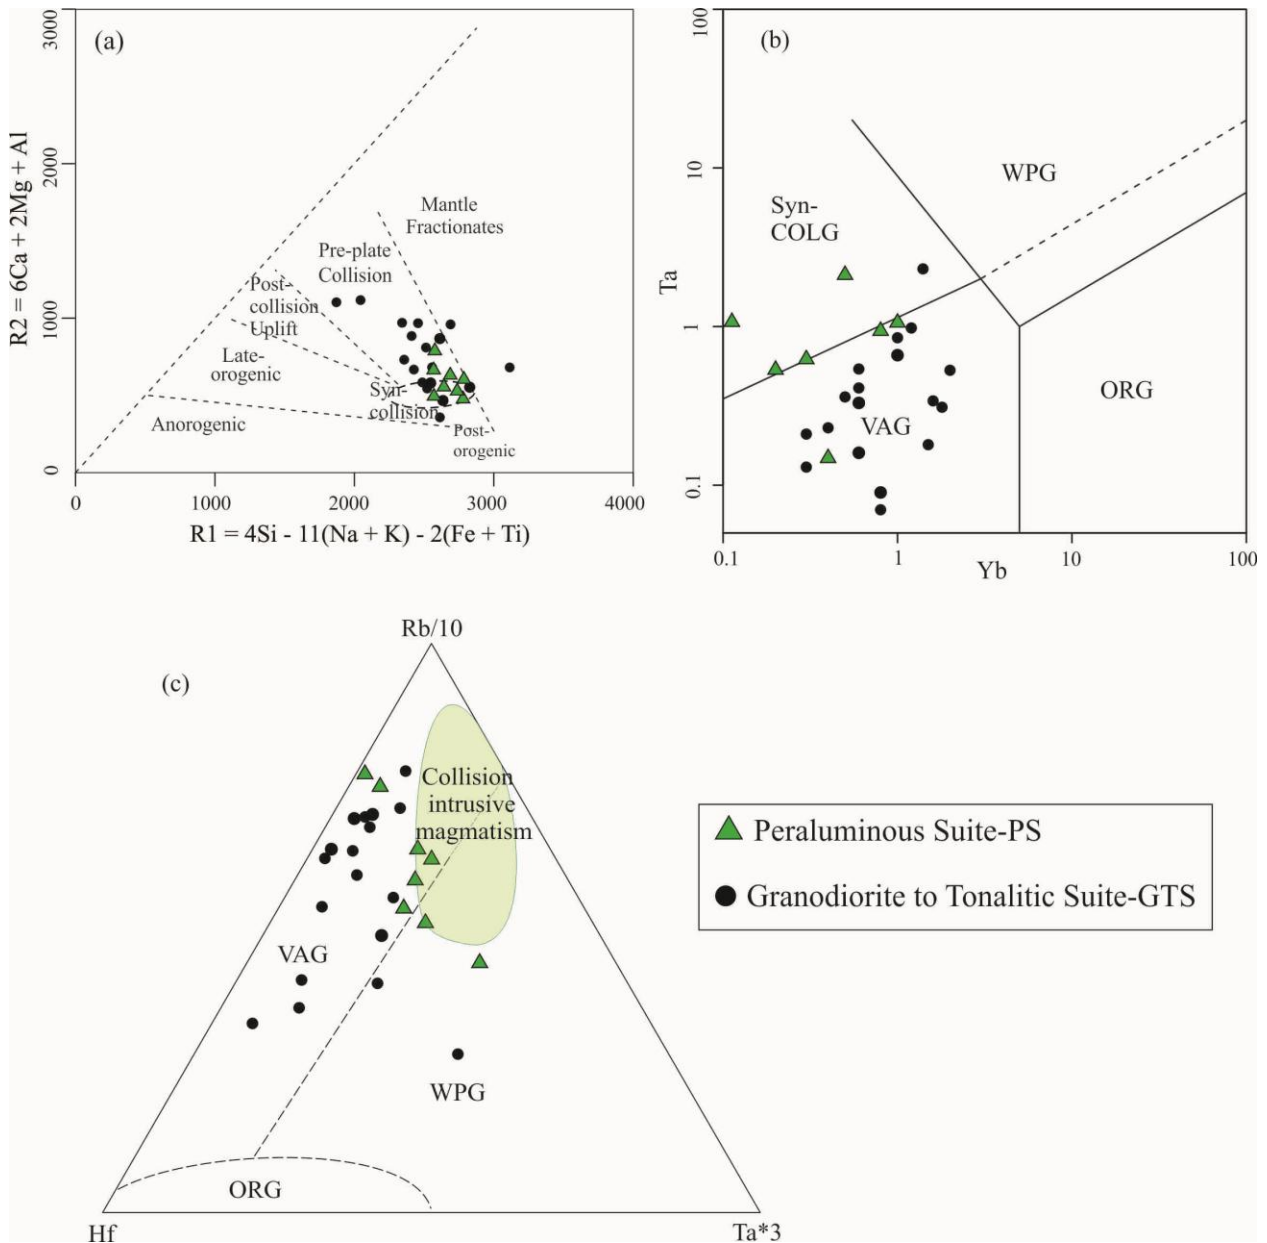 (a)
3000
2000
1000
0
R2 = 6Ca + 2Mg + Al
Mantle
Fractionates
Pre-plate
Collision
Post-
collision
Uplift
Late-
orogenic
Syn-
collision
Anorogenic
Post-
orogenic
0
1000
2000
3000
4000
R1 = 4Si - 11(Na + K) - 2(Fe + Ti)
(b)
100
10
1
0.1
Ta
WPG
Syn-
COLG
ORG
VAG
0.1
1
10
100
Yb
(c)
Rb/10
Collision
intrusive
magmatism
VAG
WPG
ORG
Hf
Ta*3
Peraluminous Suite-PS
Granodiorite to Tonalitic Suite-GTS